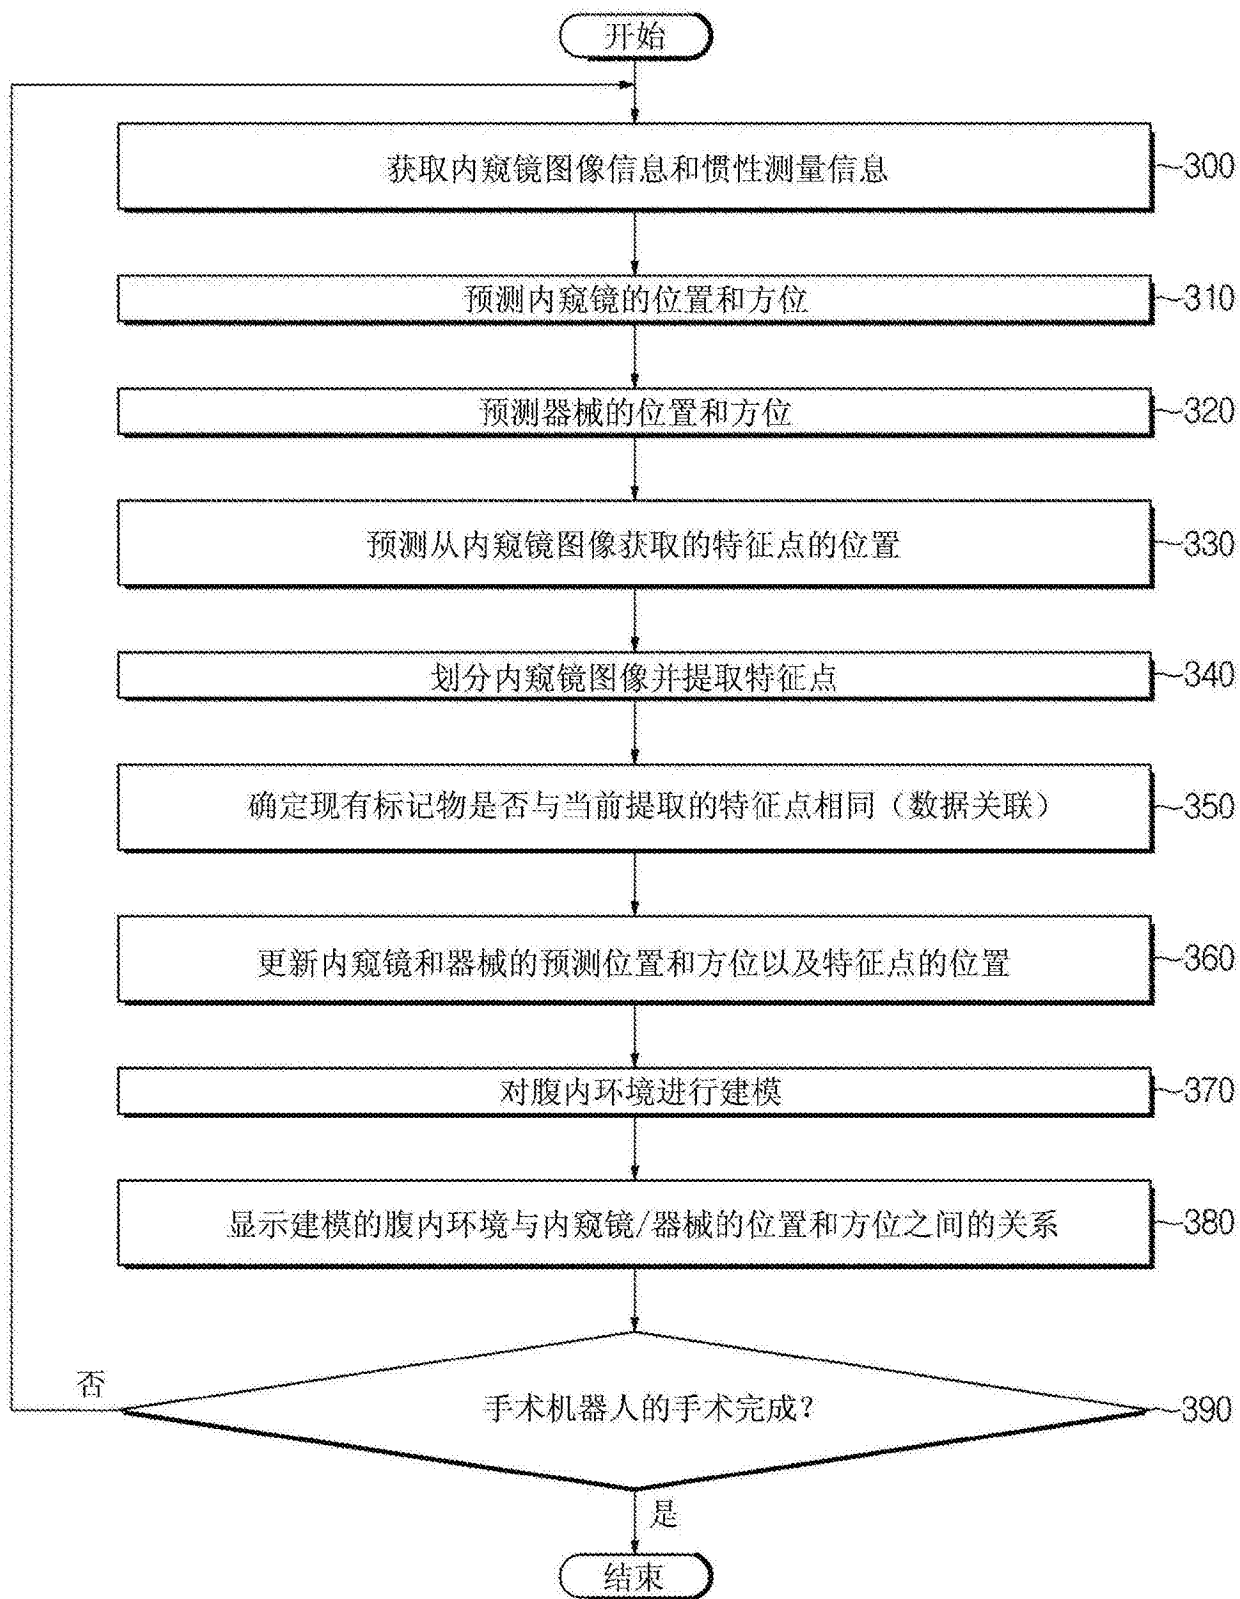 开始
获取内窥镜图像信息和惯性测量信息
300
预测内窥镜的位置和方位
310
预测器械的位置和方位
320
预测从内窥镜图像获取的特征点的位置
330
划分内窥镜图像并提取特征点
340
确定现有标记物是否与当前提取的特征点相同（数据关联）
350
更新内窥镜和器械的预测位置和方位以及特征点的位置
360
对腹内环境进行建模
370
显示建模的腹内环境与内窥镜/器械的位置和方位之间的关系
380
否
手术机器人的手术完成？
390
是
结束